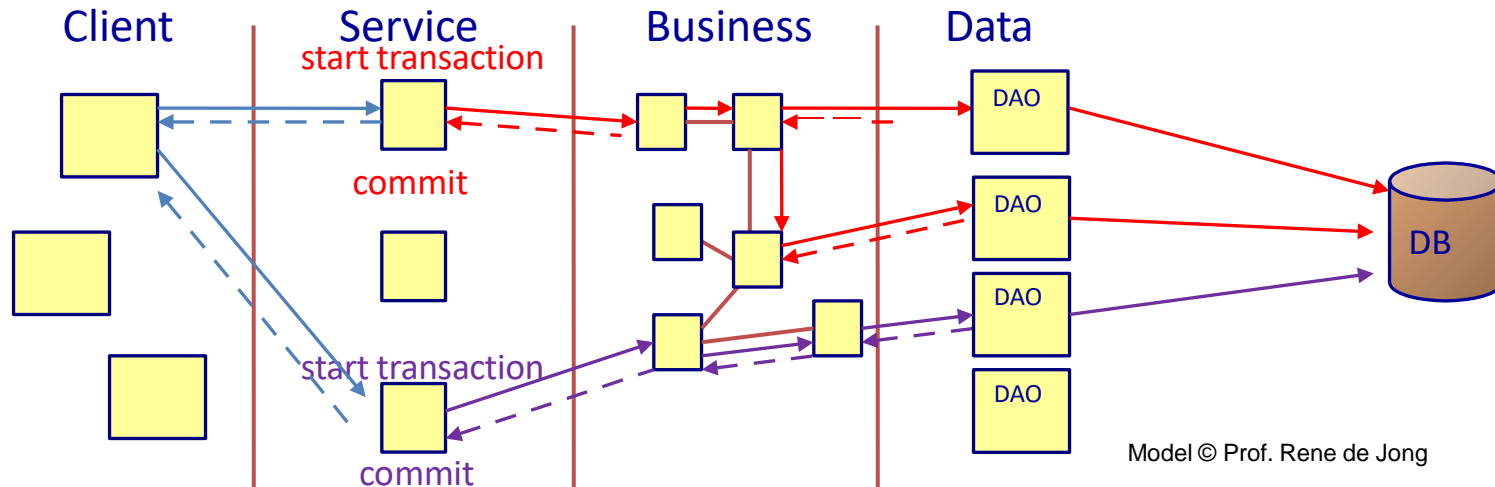 Client
Service
Business
Data
start transaction
DAO
commit
DAO
DB
DAO
start transaction
DAO
commit
Model © Prof. Rene de Jong